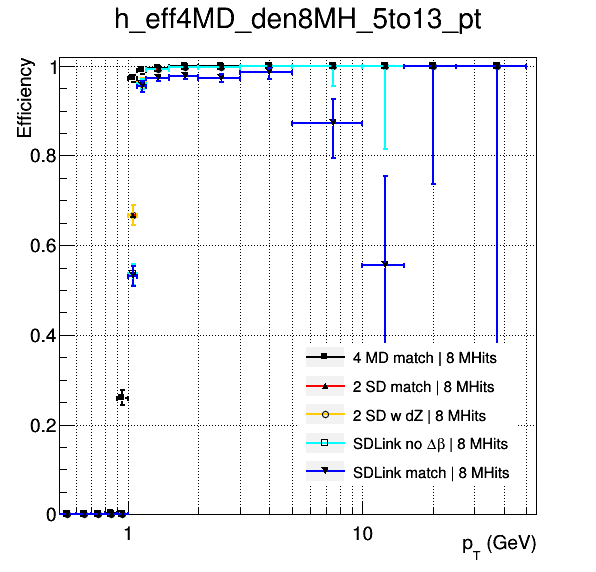 h_eff4MD_den8MH_5to13_pt
Efficiency
1
0.8
0.6
0.4
0.2
0
4 MD match | 8 MHits
2 SD match | 8 MHits
2 SD w dZ | 8 MHits
SDLink no Δβ | 8 MHits
SDLink match | 8 MHits
1
10
p_T (GeV)